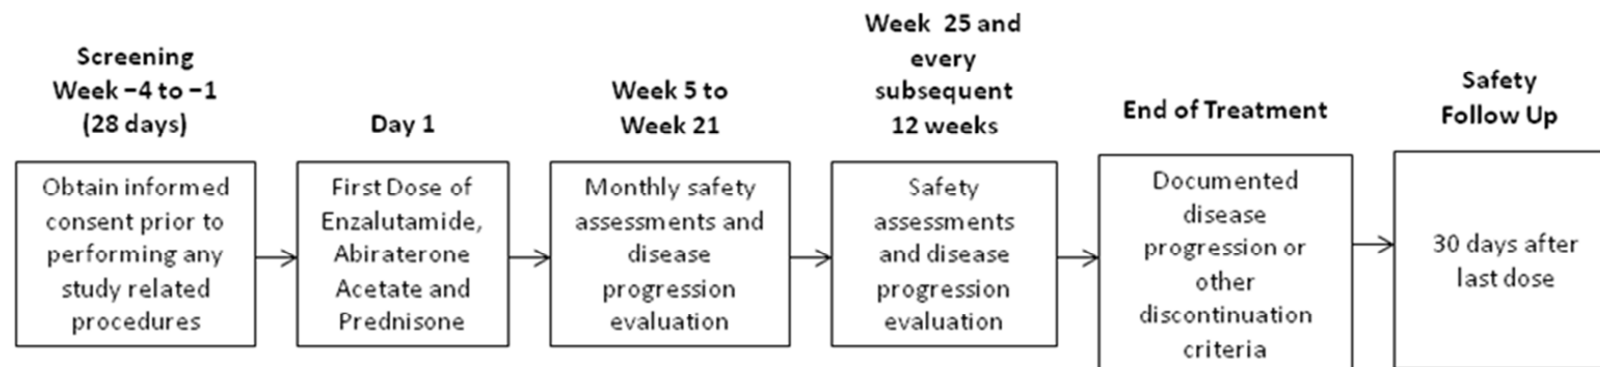 Screening
Week −4 to −1
(28 days)
Obtain informed
consent prior to
performing any
study related
procedures
Day 1
First Dose of
Enzalutamide,
Abiraterone
Acetate and
Prednisone
Week 5 to
Week 21
Monthly safety
assessments and
disease
progression
evaluation
Week 25 and
every
subsequent
12 weeks
Safety
assessments
and disease
progression
evaluation
End of Treatment
Documented
disease
progression or
other
discontinuation
criteria
Safety
Follow Up
30 days after
last dose